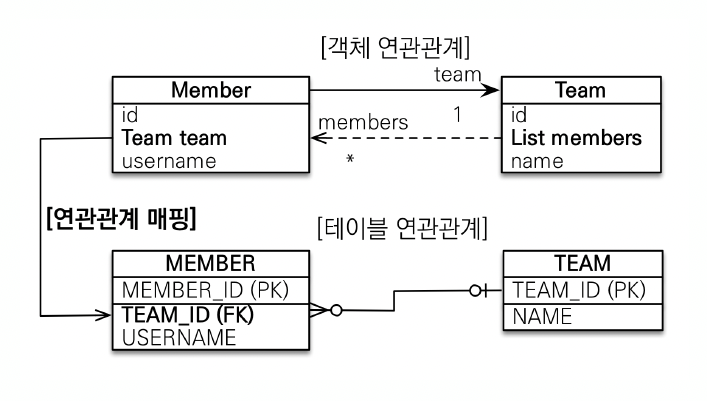 [객체 연관관계]
team
Member
id
Team team
username
Team
id
List members
name
members
1
*
[연관관계 매핑]
[테이블 연관관계]
MEMBER
MEMBER_ID (PK)
TEAM_ID (FK)
USERNAME
TEAM
TEAM_ID (PK)
NAME